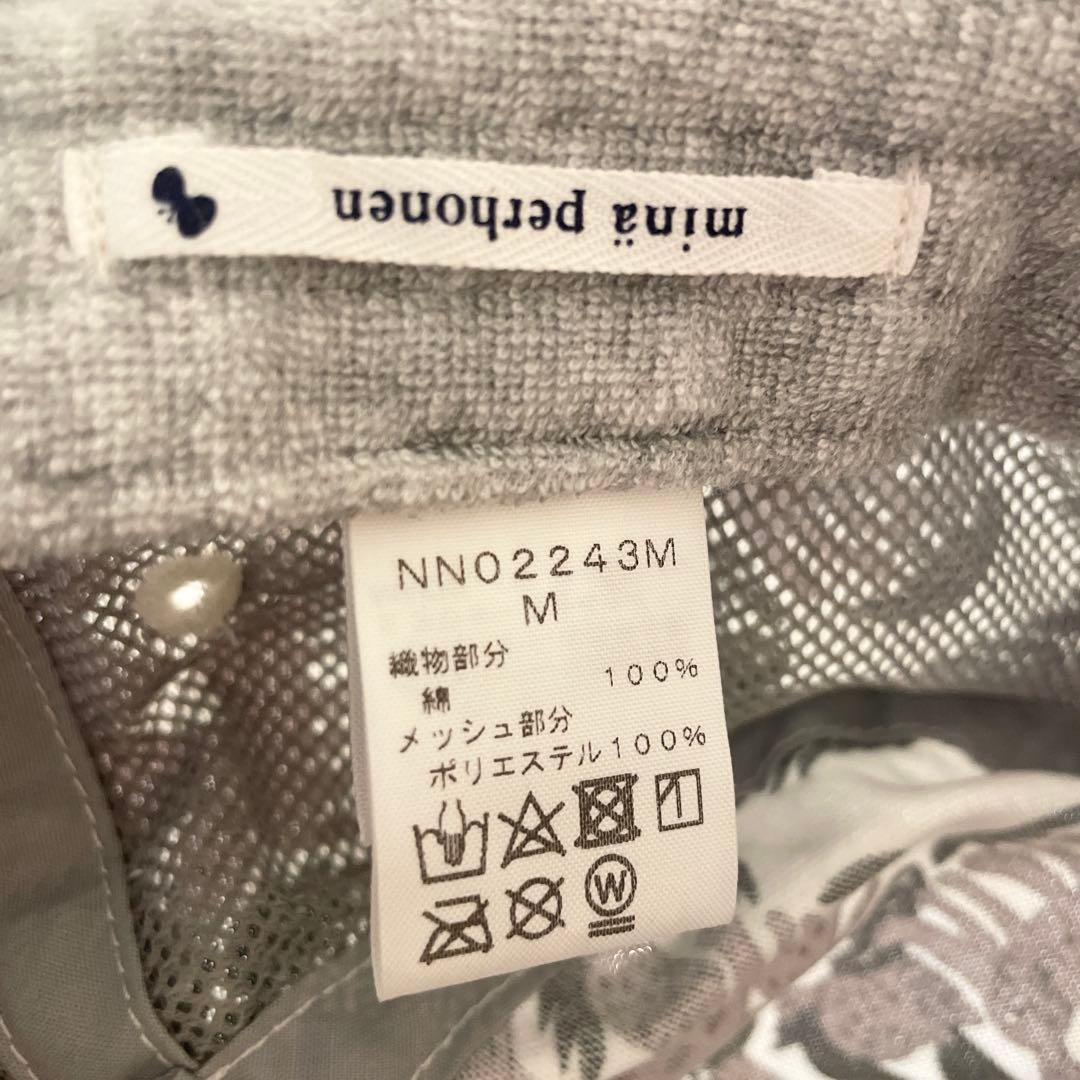 minä perhonen
NN02243M
M
織物部分
綿 100%
メッシュ部分
ポリエステル100%
W